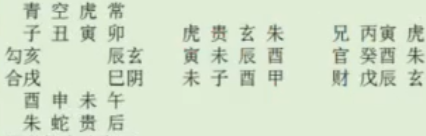 青 空 虎 常
子 丑 寅 卯 虎 贵 玄 朱 兄 丙 寅 虎
勾 亥 辰 玄 寅 未 辰 酉 官 癸 酉 朱
合 戌 巳 阴 未 子 酉 甲 财 戊 辰 玄
酉 申 未 午
朱 蛇 贵 后